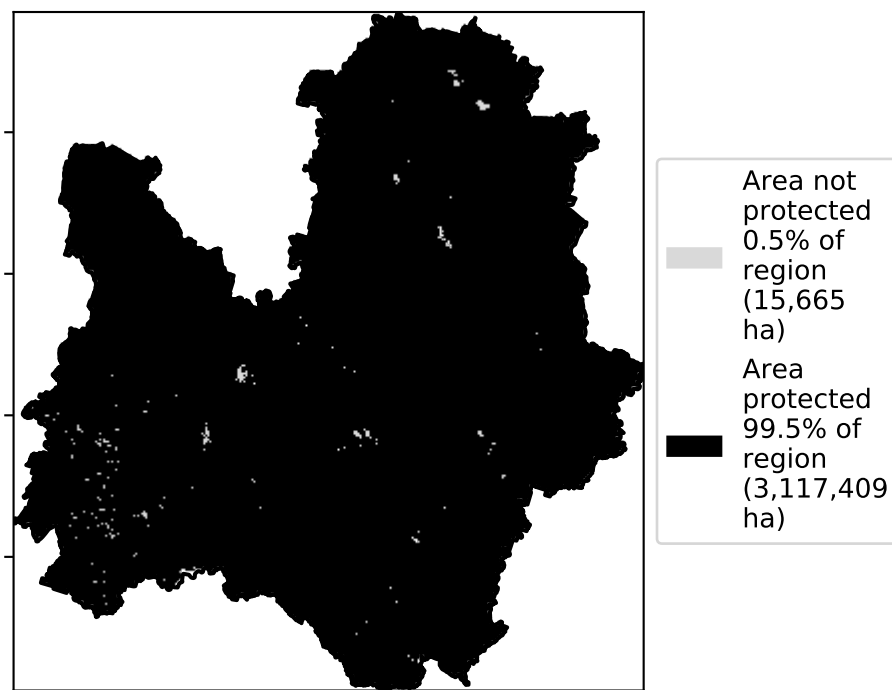 Area not
protected
0.5% of
region
(15,665
ha)
Area
protected
99.5% of
region
(3,117,409
ha)